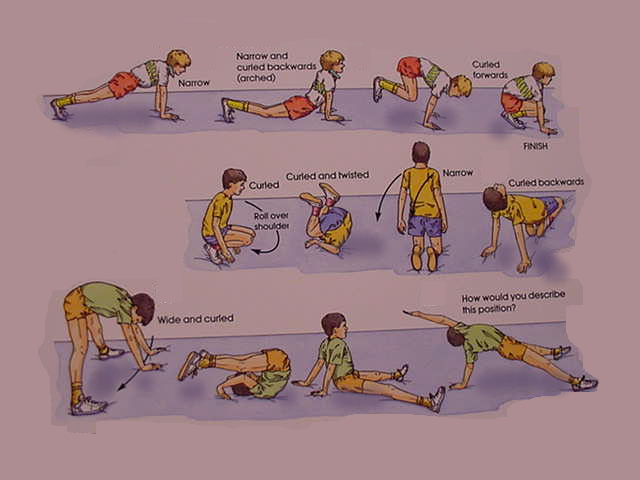 Narrow
Narrow and
curled backwards
(arched)
Curled
forwards
FINISH
Curled
Curled and twisted
Narrow
Curled backwards
Roll over
shoulder
Wide and curled
How would you describe
this position?